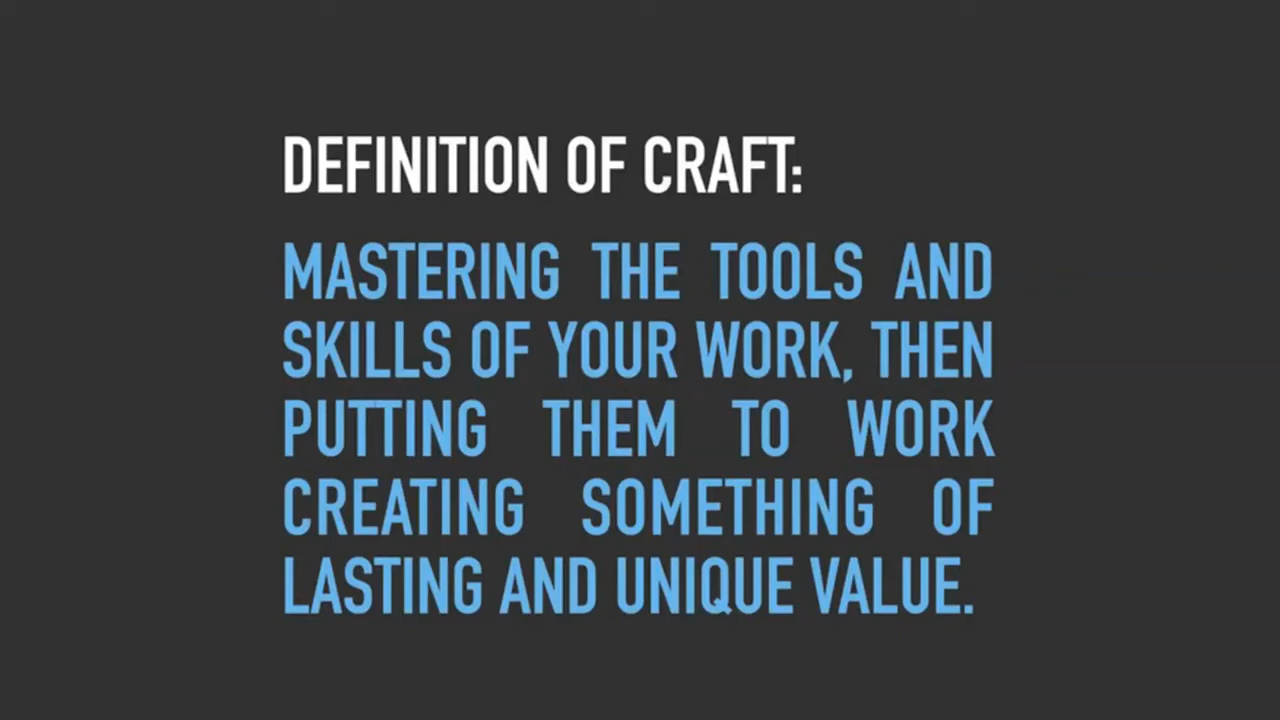 DEFINITION OF CRAFT:
MASTERING THE TOOLS AND
SKILLS OF YOUR WORK, THEN
PUTTING THEM TO WORK
CREATING SOMETHING OF
LASTING AND UNIQUE VALUE.